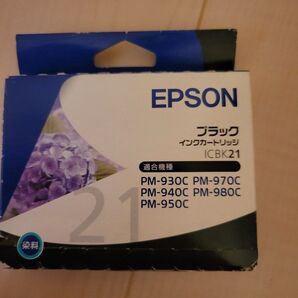 EPSON
ブラック
インクカートリッジ
ICBK21
適合機種
PM-930C PM-970C
PM-940C PM-980C
PM-950C
21
染料